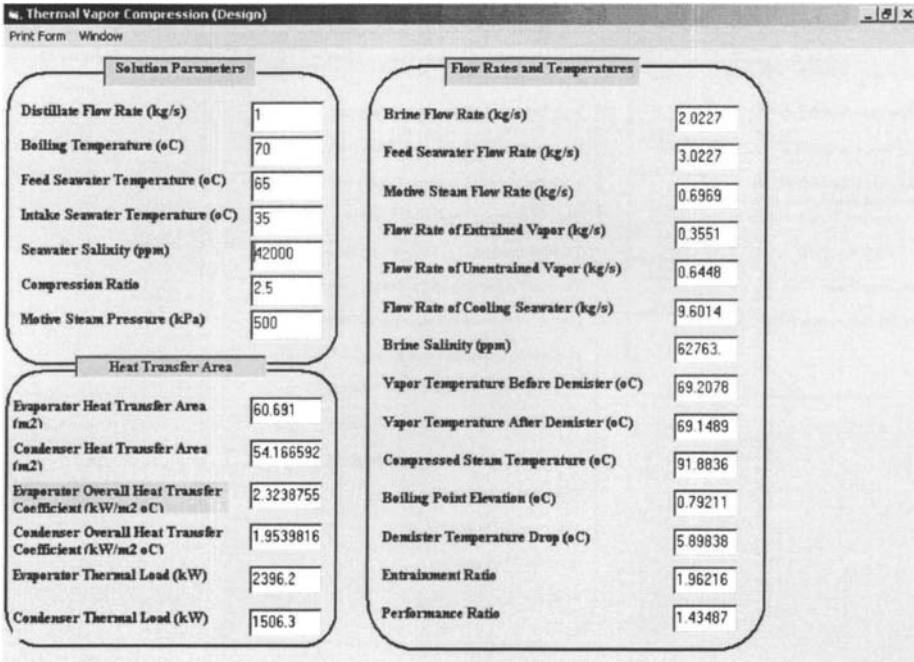 Thermal Vapor Compression (Design)
Print Form Window
Solution Parameters
Distillate Flow Rate (kg/s) 1
Boiling Temperature (oC) 70
Feed Seawater Temperature (oC) 65
Intake Seawater Temperature (oC) 35
Seawater Salinity (ppm) 42000
Compression Ratio 2.5
Motive Steam Pressure (kPa) 500
Heat Transfer Area
Evaporator Heat Transfer Area 60.691
(m2)
Condenser Heat Transfer Area 54.166592
(m2)
Evaporator Overall Heat Transfer 2.3238755
Coefficient (kW/m2 oC)
Condenser Overall Heat Transfer 1.9539816
Coefficient (kW/m2 oC)
Evaporator Thermal Load (kW) 2396.2
Condenser Thermal Load (kW) 1506.3
Flow Rates and Temperatures
Brine Flow Rate (kg/s) 2.0227
Feed Seawater Flow Rate (kg/s) 3.0227
Motive Steam Flow Rate (kg/s) 0.6969
Flow Rate of Extrained Vapor (kg/s) 0.3551
Flow Rate of Unentrained Vapor (kg/s) 0.6448
Flow Rate of Cooling Seawater (kg/s) 9.6014
Brine Salinity (ppm) 62763.
Vapor Temperature Before Demister (oC) 69.2078
Vapor Temperature After Demister (oC) 69.1489
Compressed Steam Temperature (oC) 91.8836
Boiling Point Elevation (oC) 0.79211
Demister Temperature Drop (oC) 5.89838
Entrainment Ratio 1.96216
Performance Ratio 1.43487